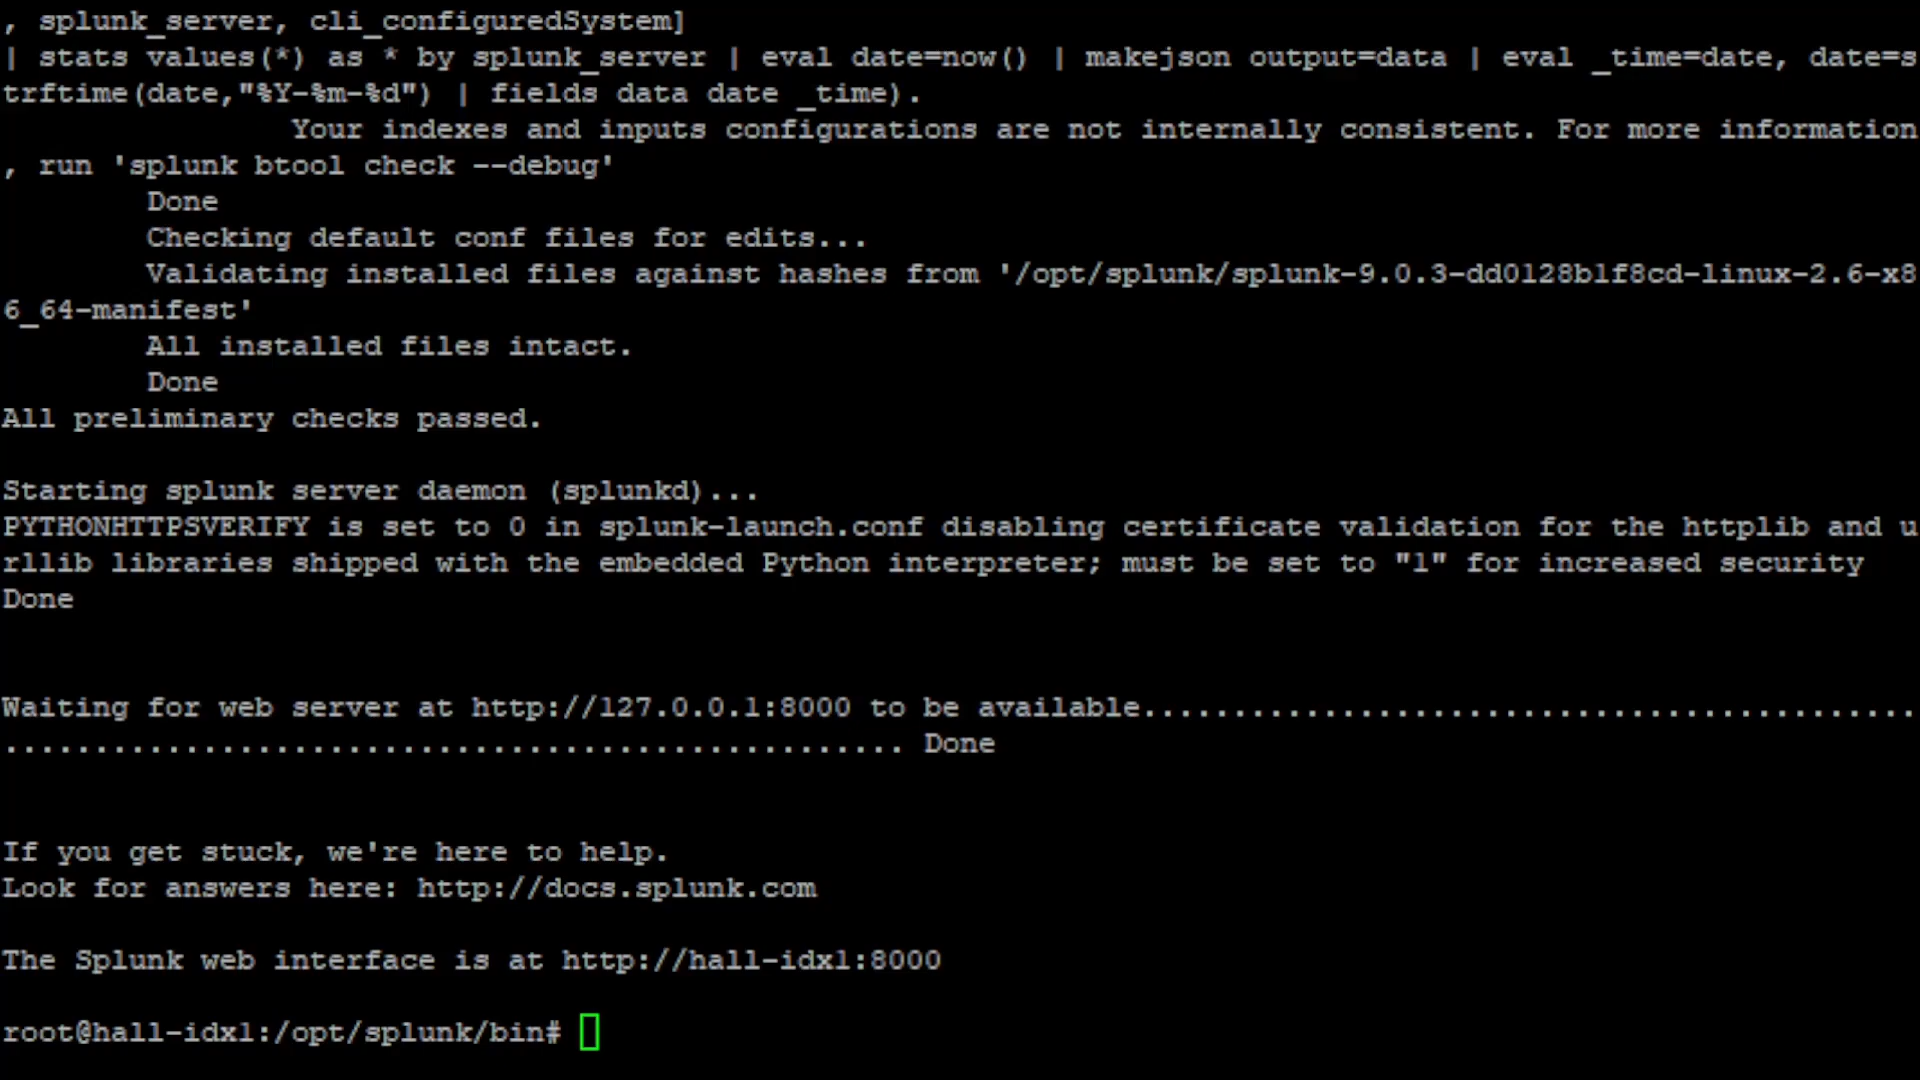 , splunk_server, cli_configuredSystem]
| stats values(*) as * by splunk_server | eval date=now() | makejson output=data | eval _time=date, date=s
trftime(date,"%Y-%m-%d") | fields data date _time).
                Your indexes and inputs configurations are not internally consistent. For more information
, run 'splunk btool check --debug'
        Done
        Checking default conf files for edits...
        Validating installed files against hashes from '/opt/splunk/splunk-9.0.3-dd0128b1f8cd-linux-2.6-x8
6_64-manifest'
        All installed files intact.
        Done
All preliminary checks passed.
Starting splunk server daemon (splunkd)...
PYTHONHTTPSVERIFY is set to 0 in splunk-launch.conf disabling certificate validation for the httplib and u
rllib libraries shipped with the embedded Python interpreter; must be set to "1" for increased security
Done
Waiting for web server at http://127.0.0.1:8000 to be available...........................................
.................................................. Done
If you get stuck, we're here to help.
Look for answers here: http://docs.splunk.com
The Splunk web interface is at http://hall-idx1:8000
root@hall-idx1:/opt/splunk/bin#